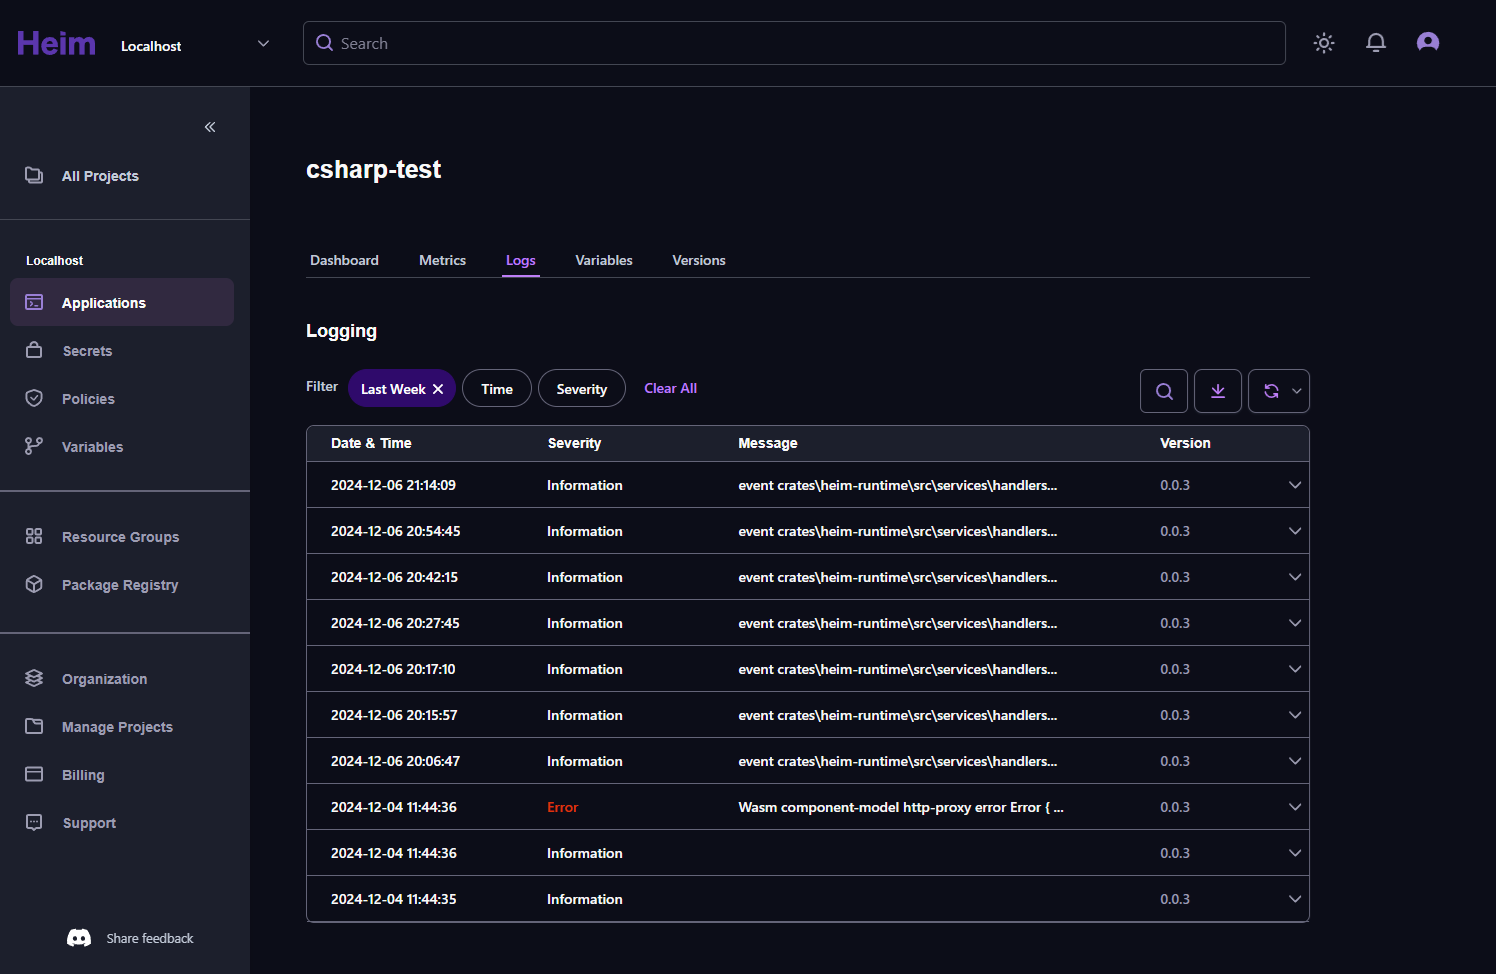 Heim
Localhost
Search
All Projects
Localhost
Applications
Secrets
Policies
Variables
Resource Groups
Package Registry
Organization
Manage Projects
Billing
Support
Share feedback
csharp-test
Dashboard Metrics Logs Variables Versions
Logging
Filter Last Week Time Severity Clear All
Date & Time Severity Message Version
2024-12-06 21:14:09 Information event crates\heim-runtime\src\services\handlers... 0.0.3
2024-12-06 20:54:45 Information event crates\heim-runtime\src\services\handlers... 0.0.3
2024-12-06 20:42:15 Information event crates\heim-runtime\src\services\handlers... 0.0.3
2024-12-06 20:27:45 Information event crates\heim-runtime\src\services\handlers... 0.0.3
2024-12-06 20:17:10 Information event crates\heim-runtime\src\services\handlers... 0.0.3
2024-12-06 20:15:57 Information event crates\heim-runtime\src\services\handlers... 0.0.3
2024-12-06 20:06:47 Information event crates\heim-runtime\src\services\handlers... 0.0.3
2024-12-04 11:44:36 Error Wasm component-model http-proxy error Error { ... 0.0.3
2024-12-04 11:44:36 Information 0.0.3
2024-12-04 11:44:35 Information 0.0.3